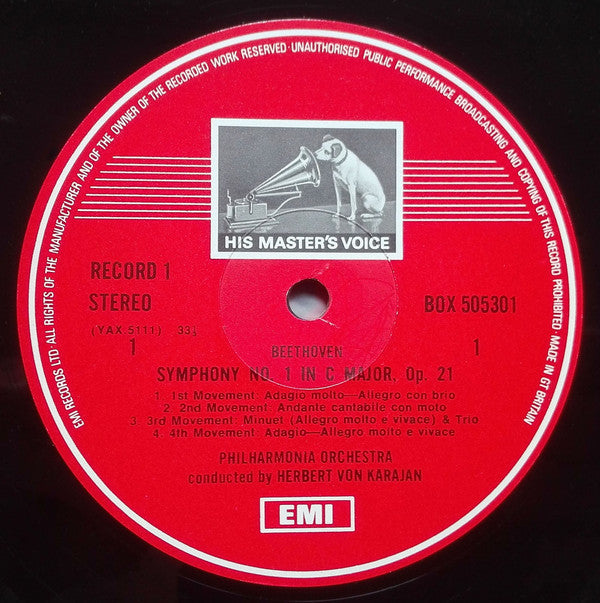 EMI RECORDS LTD · ALL RIGHTS OF THE MANUFACTURER AND OF THE OWNER OF THE RECORDED WORK RESERVED · UNAUTHORISED PUBLIC PERFORMANCE BROADCASTING AND COPYING OF THIS RECORD PROHIBITED · MADE IN GT BRITAIN
HIS MASTER'S VOICE
RECORD 1
STEREO BOX 505301
(YAX 5111) 33⅓
1 1
BEETHOVEN
SYMPHONY NO. 1 IN C MAJOR, Op. 21
1. 1st Movement: Adagio molto—Allegro con brio
2. 2nd Movement: Andante cantabile con moto
3. 3rd Movement: Minuet (Allegro molto e vivace) & Trio
4. 4th Movement: Adagio—Allegro molto e vivace
PHILHARMONIA ORCHESTRA
conducted by HERBERT VON KARAJAN
EMI